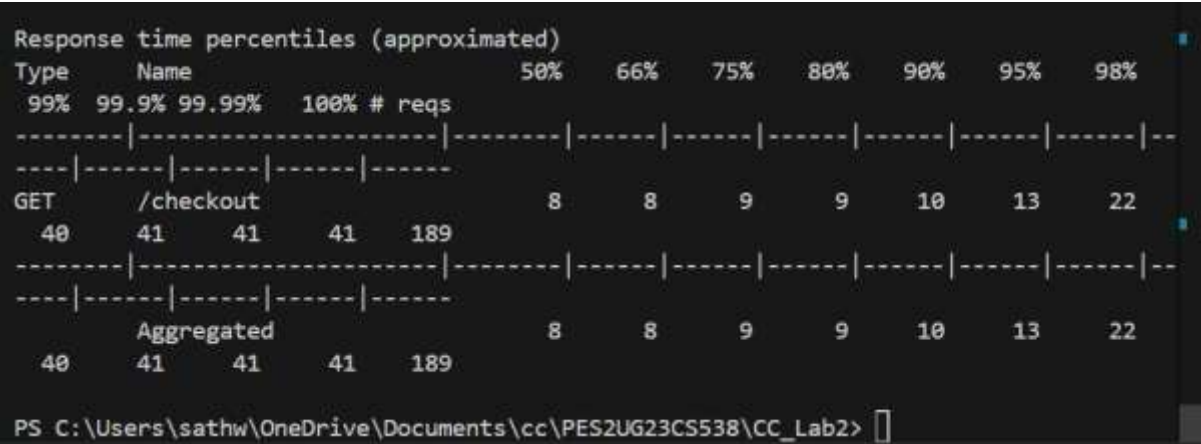 Response time percentiles (approximated)
Type     Name                           50%    66%    75%    80%    90%    95%    98%
 99%  99.9% 99.99%   100% # reqs
--------|----------------------|--------|------|------|------|------|------|--
----|------|------|------|------
GET      /checkout                        8      8      9      9     10     13     22
  40     41     41     41    189
--------|----------------------|--------|------|------|------|------|------|--
----|------|------|------|------
         Aggregated                       8      8      9      9     10     13     22
  40     41     41     41    189
PS C:\Users\sathw\OneDrive\Documents\cc\PES2UG23CS538\CC_Lab2>